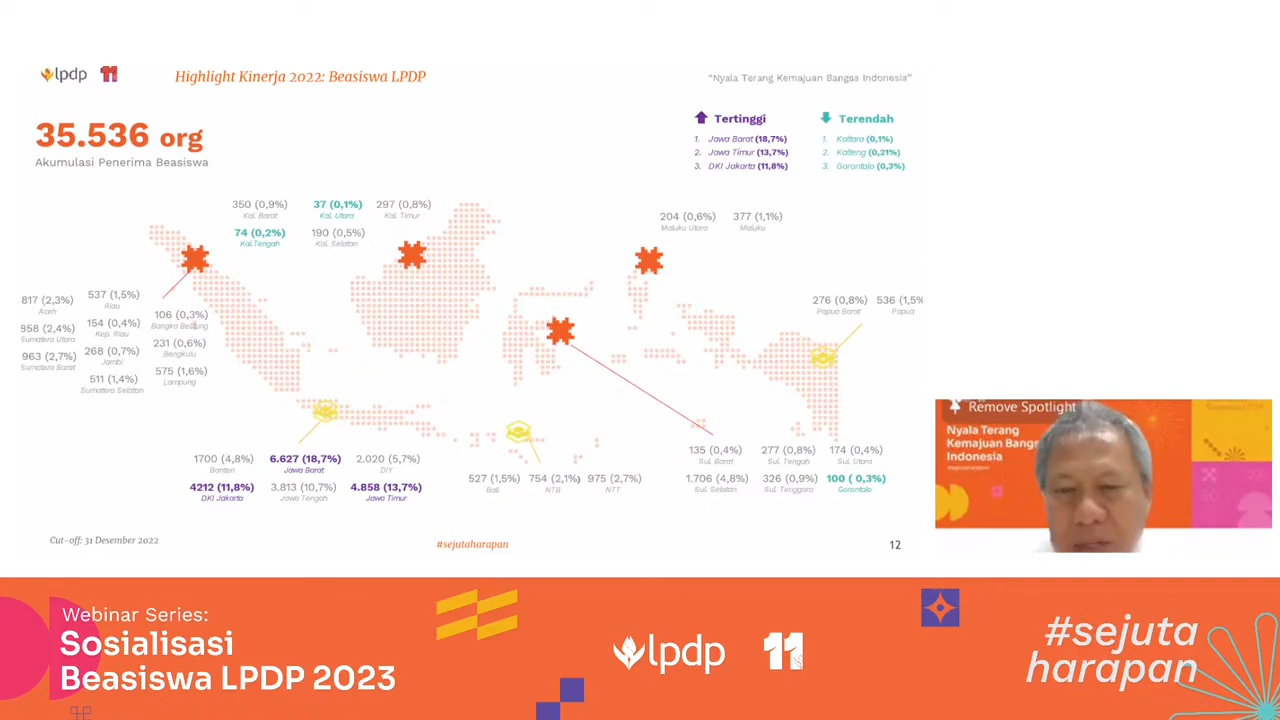 lpdp 11
Highlight Kinerja 2022: Beasiswa LPDP
“Nyala Terang Kemajuan Bangsa Indonesia”
35.536 org
Akumulasi Penerima Beasiswa
Tertinggi
1. Jawa Barat (18,7%)
2. Jawa Timur (13,7%)
3. DKI Jakarta (11,8%)
Terendah
1. Kaltara (0,1%)
2. Kalteng (0,21%)
3. Gorontalo (0,3%)
350 (0,9%)
Kal. Barat
37 (0,1%)
Kal. Utara
297 (0,8%)
Kal. Timur
74 (0,2%)
Kal.Tengah
190 (0,5%)
Kal. Selatan
204 (0,6%)
Maluku Utara
377 (1,1%)
Maluku
817 (2,3%)
Aceh
858 (2,4%)
Sumatera Utara
963 (2,7%)
Sumatera Barat
537 (1,5%)
Riau
154 (0,4%)
Kep. Riau
268 (0,7%)
Jambi
511 (1,4%)
Sumatera Selatan
106 (0,3%)
Bangka Belitung
231 (0,6%)
Bengkulu
575 (1,6%)
Lampung
276 (0,8%)
Papua Barat
536 (1,5%
Papua
1700 (4,8%)
Banten
6.627 (18,7%)
Jawa Barat
2.020 (5,7%)
DIY
4212 (11,8%)
DKI Jakarta
3.813 (10,7%)
Jawa Tengah
4.858 (13,7%)
Jawa Timur
527 (1,5%)
Bali
754 (2,1%)
NTB
975 (2,7%)
NTT
135 (0,4%)
Sul. Barat
277 (0,8%)
Sul. Tengah
174 (0,4%)
Sul. Utara
1.706 (4,8%)
Sul. Selatan
326 (0,9%)
Sul. Tenggara
100 ( 0,3%)
Gorontalo
Cut-off: 31 Desember 2022
#sejutaharapan
12
Remove Spotlight
Nyala Terang
Kemajuan Bangs
Indonesia
Webinar Series:
Sosialisasi
Beasiswa LPDP 2023
lpdp 11
#sejuta
harapan